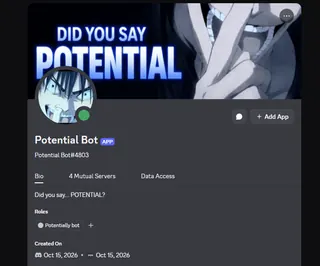 DID YOU SAY
POTENTIAL
Potential Bot APP
+ Add App
Potential Bot#4803
Bio 4 Mutual Servers Data Access
Did you say... POTENTIAL?
Roles
Potentially bot +
Created On
Oct 15, 2026 • Oct 15, 2026